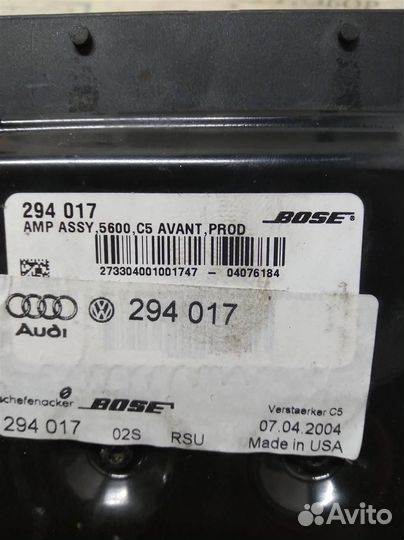 294 017
BOSE
AMP ASSY,5600,C5 AVANT,PROD
273304001001747 - 04076184
Audi
294 017
schefenacker
BOSE
Verstaerker C5
294 017
02S
RSU
07.04.2004
Made in USA
Avito